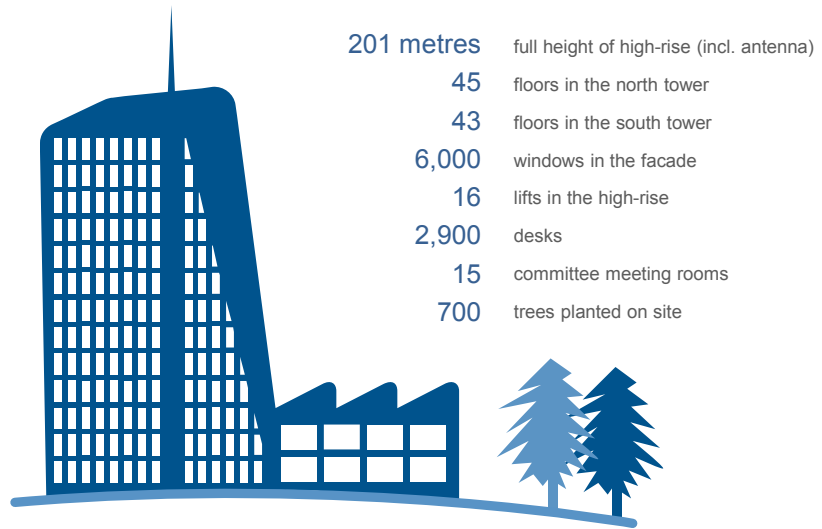 201 metres full height of high-rise (incl. antenna)
45 floors in the north tower
43 floors in the south tower
6,000 windows in the facade
16 lifts in the high-rise
2,900 desks
15 committee meeting rooms
700 trees planted on site